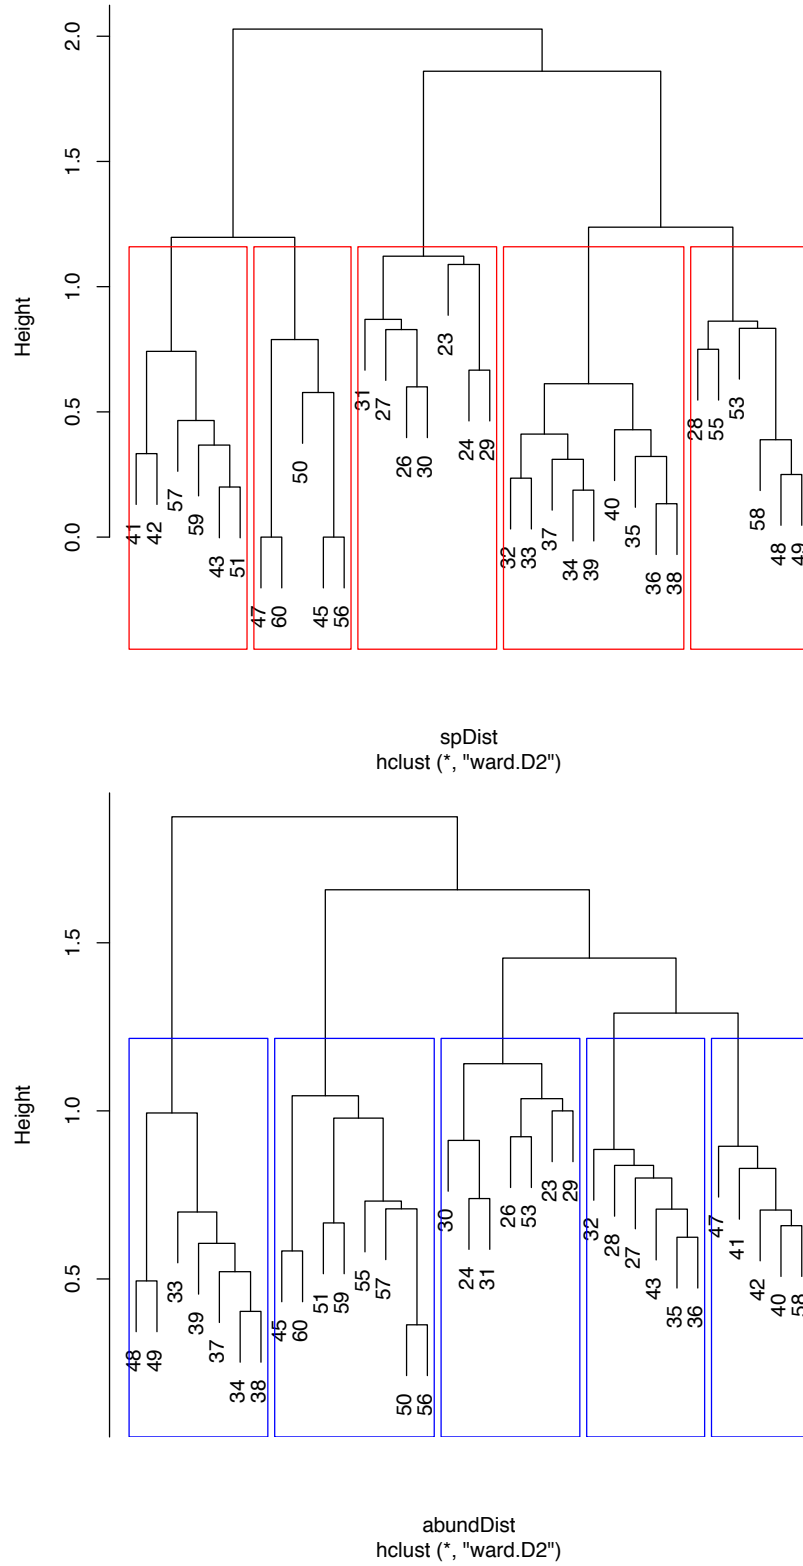 2.0
1.5
1.0
0.5
0.0
Height
41 42 57 59 43 51 47 60 50 45 56 31 27 26 30 23 24 29 32 33 37 34 39 40 35 36 38 28 55 53 58 48 49
spDist
hclust (*, "ward.D2")
1.5
1.0
0.5
Height
48 49 33 39 37 34 38 45 60 51 59 55 57 50 56 30 24 31 26 53 23 29 32 28 27 43 35 36 47 41 42 40 58
abundDist
hclust (*, "ward.D2")